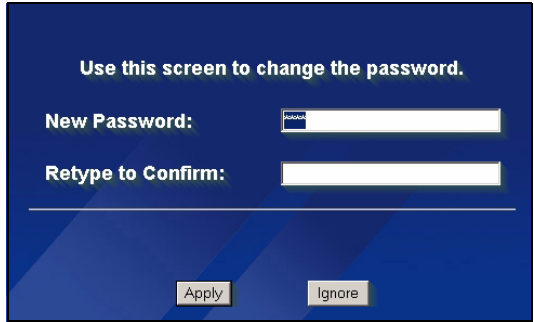 Use this screen to change the password.
New Password: ****
Retype to Confirm:
Apply Ignore